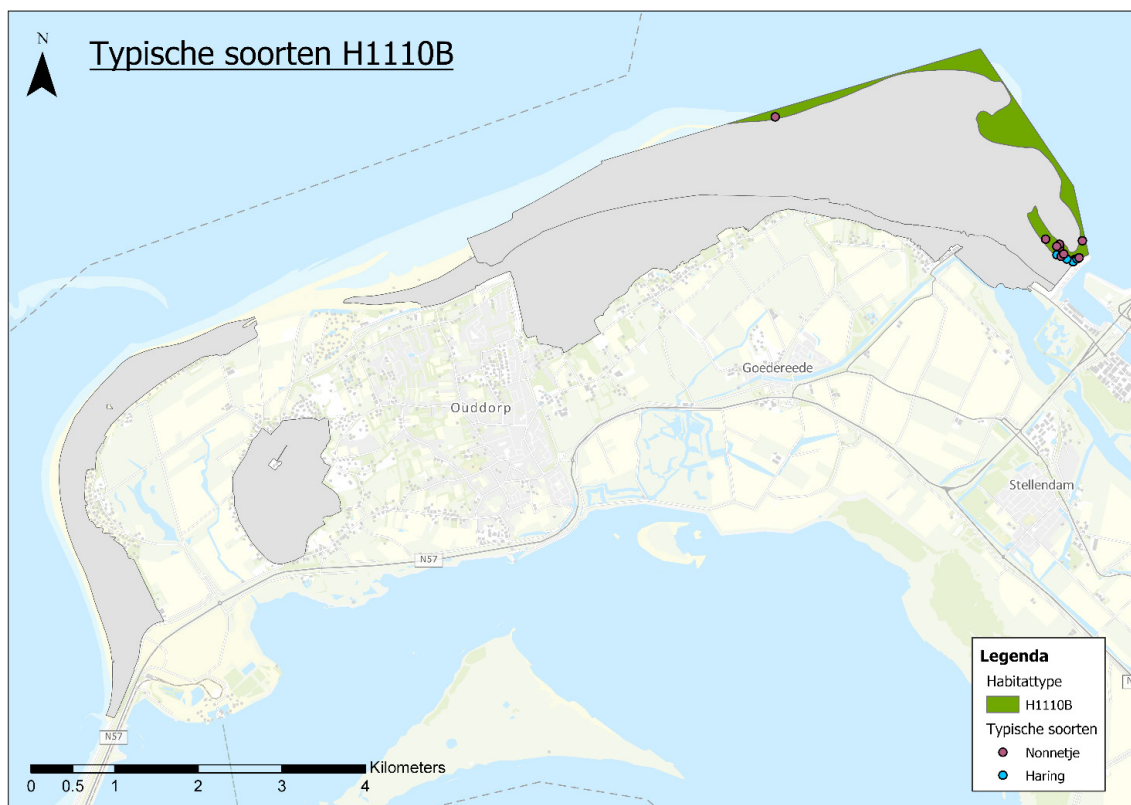 N
Typische soorten H1110B
Goedereede
Ouddorp
Stellendam
N57
N57
N
Legenda
Habitattype
H1110B
Typische soorten
Nonnetje
Haring
Kilometers
0 0.5 1 2 3 4